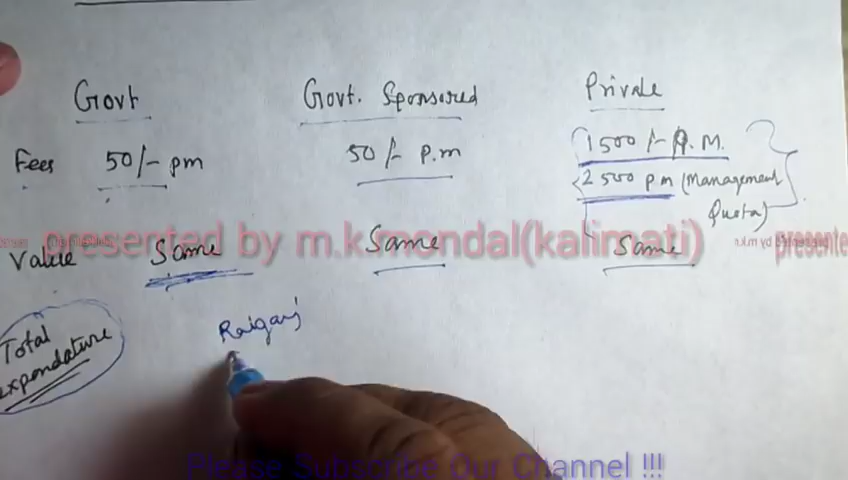 Govt Govt. Sponsored Private
Fees 50/- pm 50/- p.m 1500/- P.M.
2500 pm (Management Quota)
presented by m.k.mondal(kalimati)
Value Same Same Same
Total expendature
Raiganj
Please Subscribe Our Channel !!!